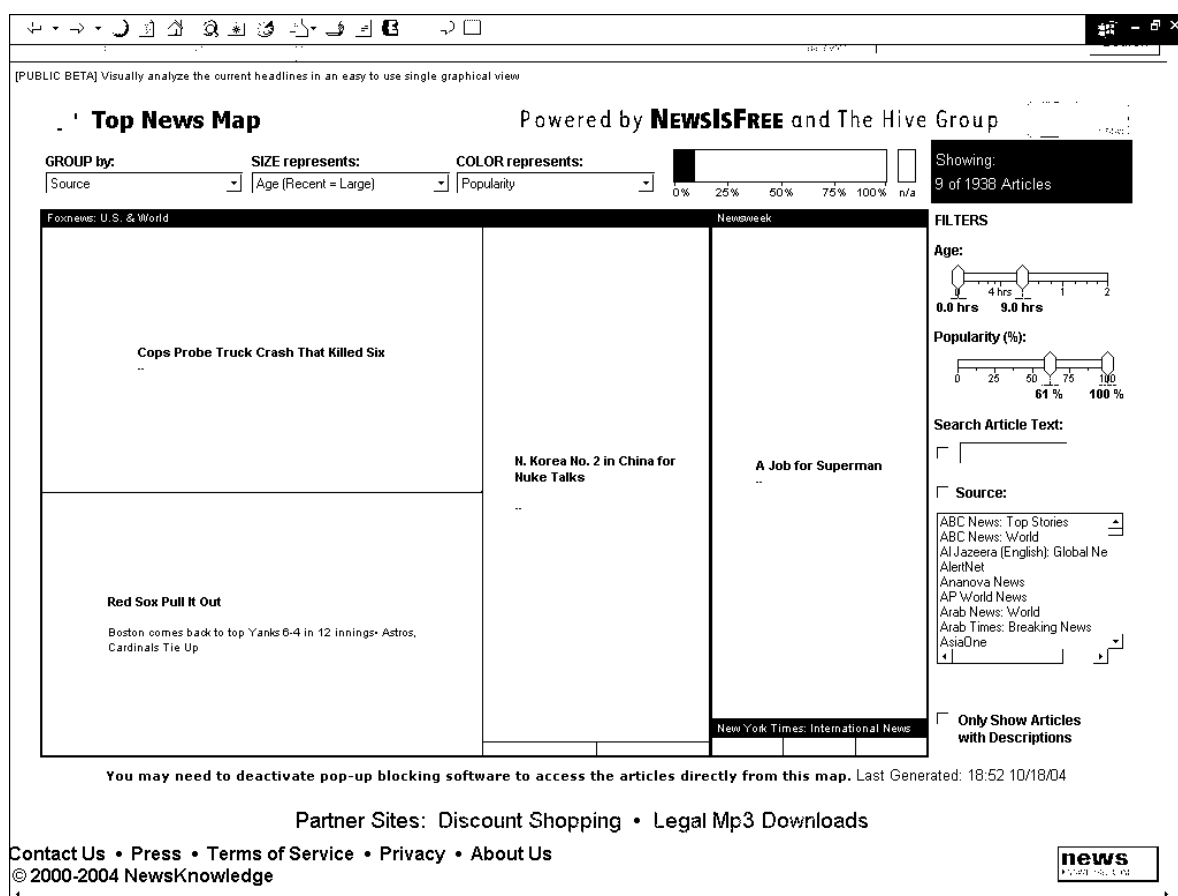 [PUBLIC BETA] Visually analyze the current headlines in an easy to use single graphical view
Top News Map
Powered by NEWSISFREE and The Hive Group
GROUP by:
Source
SIZE represents:
Age (Recent = Large)
COLOR represents:
Popularity
0% 25% 50% 75% 100% n/a
Showing:
9 of 1938 Articles
Foxnews: U.S. & World
Cops Probe Truck Crash That Killed Six
--
Red Sox Pull It Out
Boston comes back to top Yanks 6-4 in 12 innings• Astros,
Cardinals Tie Up
N. Korea No. 2 in China for
Nuke Talks
--
Newsweek
A Job for Superman
--
New York Times: International News
FILTERS
Age:
0 4 hrs 1 2
0.0 hrs 9.0 hrs
Popularity (%):
0 25 50 75 100
61 % 100 %
Search Article Text:
Source:
ABC News: Top Stories
ABC News: World
Al Jazeera (English): Global Ne
AlertNet
Ananova News
AP World News
Arab News: World
Arab Times: Breaking News
AsiaOne
Only Show Articles
with Descriptions
You may need to deactivate pop-up blocking software to access the articles directly from this map. Last Generated: 18:52 10/18/04
Partner Sites: Discount Shopping • Legal Mp3 Downloads
Contact Us • Press • Terms of Service • Privacy • About Us
© 2000-2004 NewsKnowledge
news